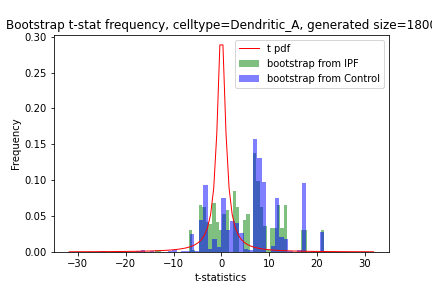 Bootstrap t-stat frequency, celltype=Dendritic_A, generated size=1800
0.30
0.25
0.20
0.15
0.10
0.05
0.00
Frequency
t pdf
bootstrap from IPF
bootstrap from Control
−30 −20 −10 0 10 20 30
t-statistics